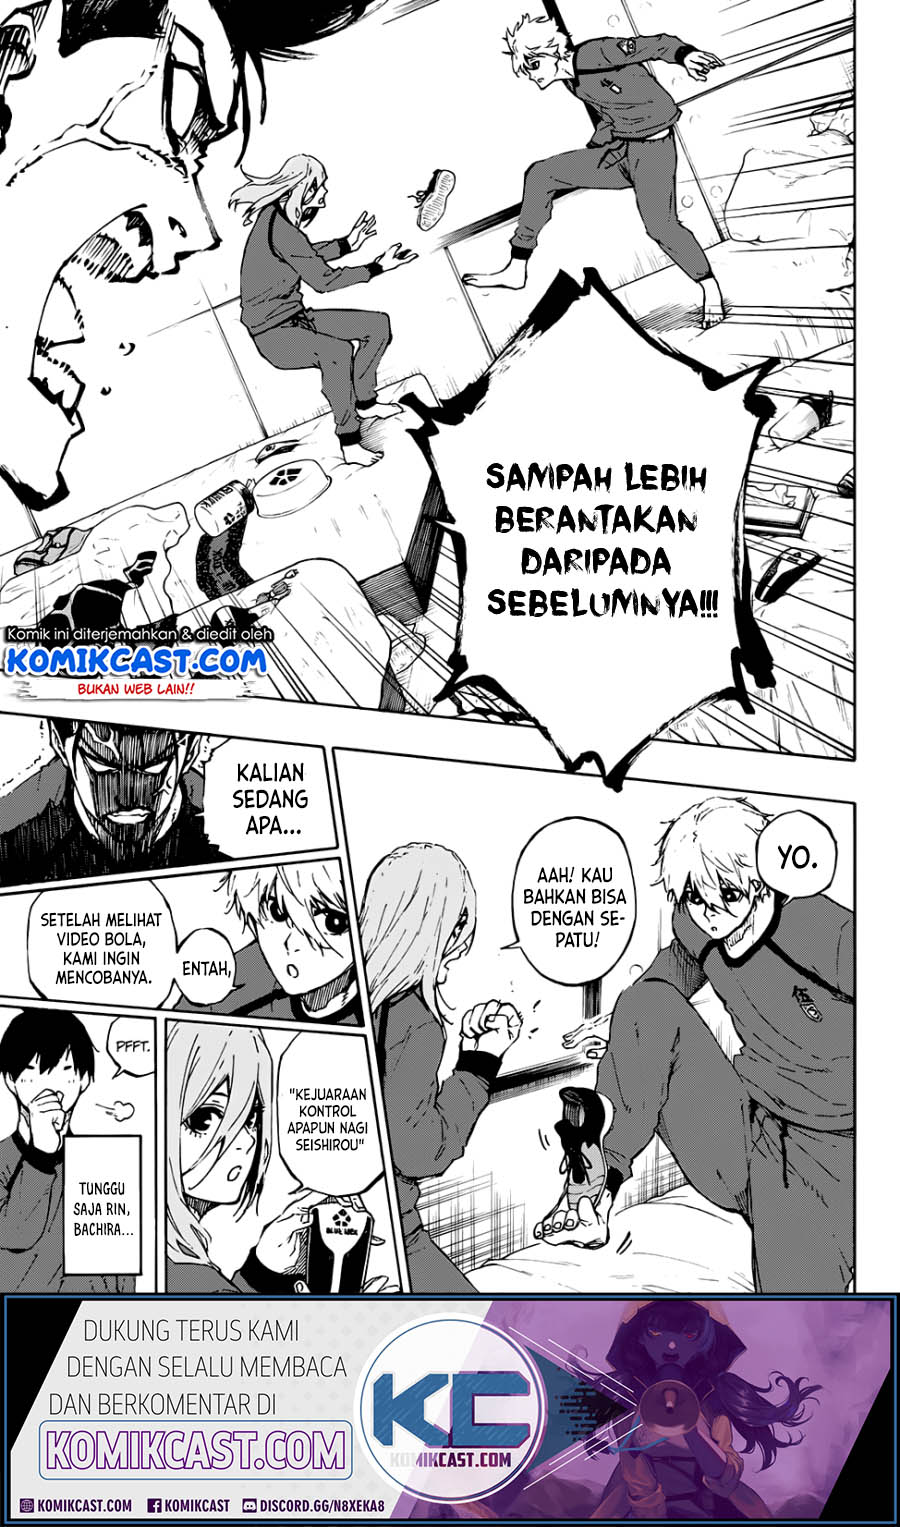 SAMPAH LEBIH
BERANTAKAN
DARIPADA
SEBELUMNYA!!!
Komik ini diterjemahkan & diedit oleh
KOMIKCAST.COM
BUKAN WEB LAIN!!
KALIAN
SEDANG
APA...
YO.
AAH! KAU
BAHKAN BISA
DENGAN SE-
PATU!
SETELAH MELIHAT
VIDEO BOLA,
KAMI INGIN
MENCOBANYA.
ENTAH,
"KEJUARAAN
KONTROL
APAPUN NAGI
SEISHIROU"
BLUE LOCK
PFFT.
TUNGGU
SAJA RIN,
BACHIRA...
DUKUNG TERUS KAMI
DENGAN SELALU MEMBACA
DAN BERKOMENTAR DI
KOMIKCAST.COM
KC
KOMIKCAST.COM
KOMIKCAST.COM
KOMIKCAST
DISCORD.GG/N8XEKA8